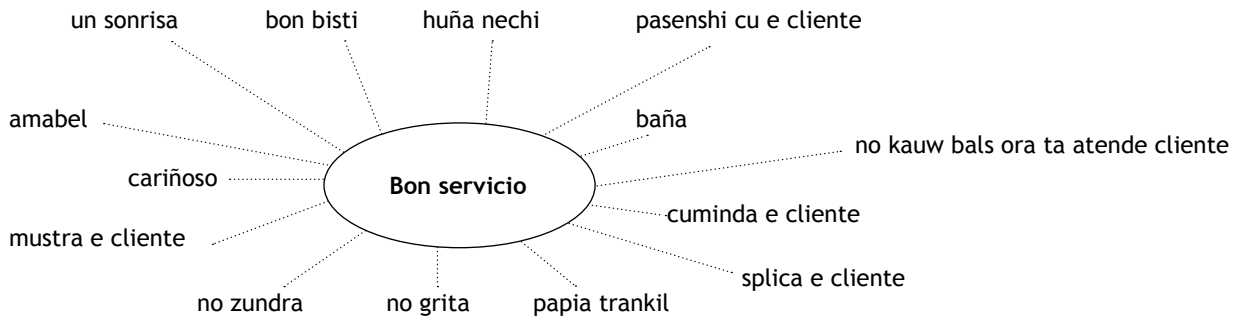 un sonrisa
bon bisti
huña nechi
pasenshi cu e cliente
amabel
baña
no kauw bals ora ta atende cliente
cariñoso
Bon servicio
cuminda e cliente
mustra e cliente
splica e cliente
no zundra
no grita
papia trankil